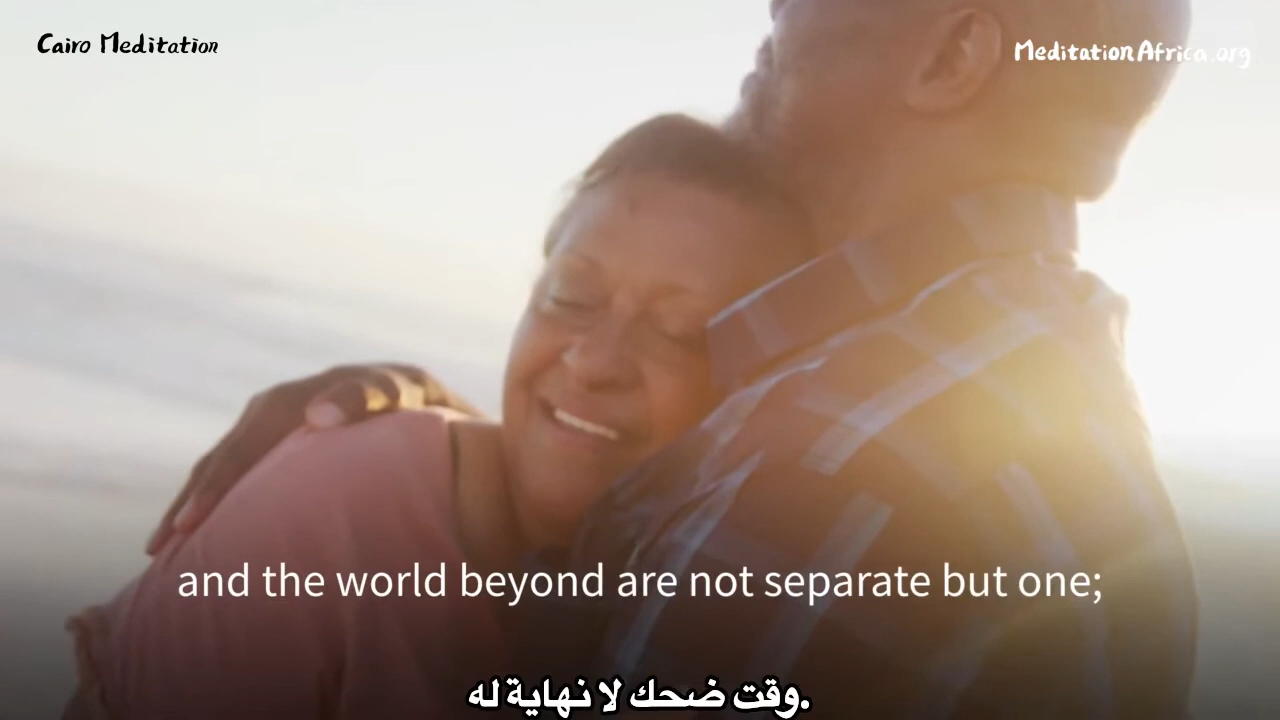 Cairo Meditation
MeditationAfrica.org
and the world beyond are not separate but one;
وقت ضحك لا نهاية له.